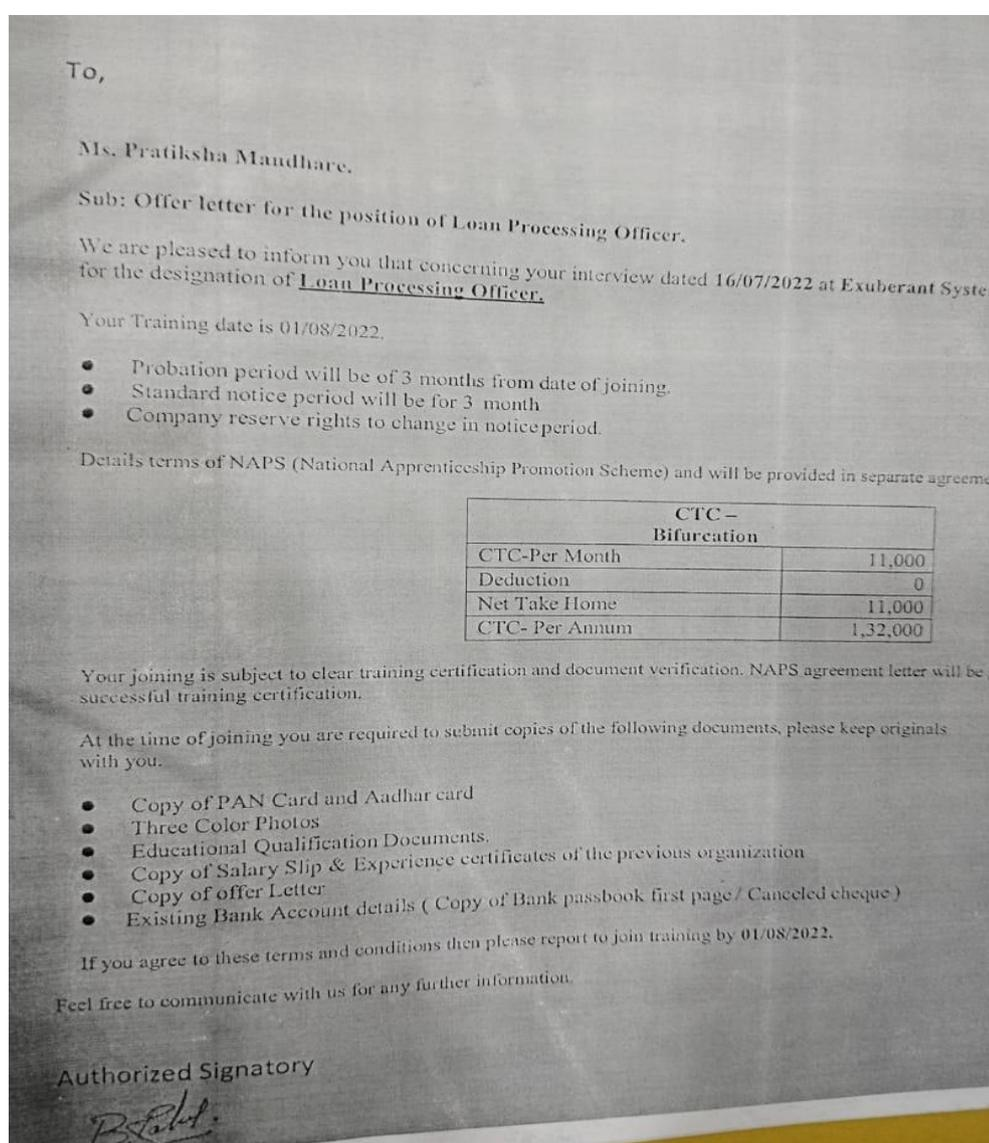 To,
Ms. Pratiksha Mandhare.
Sub: Offer letter for the position of Loan Processing Officer.
We are pleased to inform you that concerning your interview dated 16/07/2022 at Exuberant Syste
for the designation of Loan Processing Officer.
Your Training date is 01/08/2022.
• Probation period will be of 3 months from date of joining.
• Standard notice period will be for 3 month
• Company reserve rights to change in notice period.
Details terms of NAPS (National Apprenticeship Promotion Scheme) and will be provided in separate agreeme
CTC –
Bifurcation
CTC-Per Month 11,000
Deduction 0
Net Take Home 11,000
CTC- Per Annum 1,32,000
Your joining is subject to clear training certification and document verification. NAPS agreement letter will be
successful training certification.
At the time of joining you are required to submit copies of the following documents, please keep originals
with you.
• Copy of PAN Card and Aadhar card
• Three Color Photos
• Educational Qualification Documents.
• Copy of Salary Slip & Experience certificates of the previous organization
• Copy of offer Letter
• Existing Bank Account details ( Copy of Bank passbook first page/ Canceled cheque )
If you agree to these terms and conditions then please report to join training by 01/08/2022.
Feel free to communicate with us for any further information.
Authorized Signatory